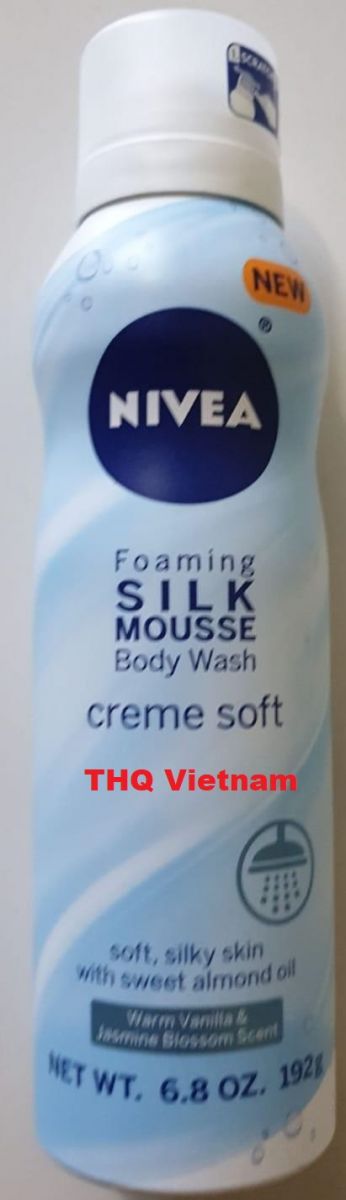 NEW
®
NIVEA
Foaming
SILK
MOUSSE
Body Wash
creme soft
THQ Vietnam
soft, silky skin
with sweet almond oil
Warm Vanilla &
Jasmine Blossom Scent
NET WT. 6.8 OZ. 192g